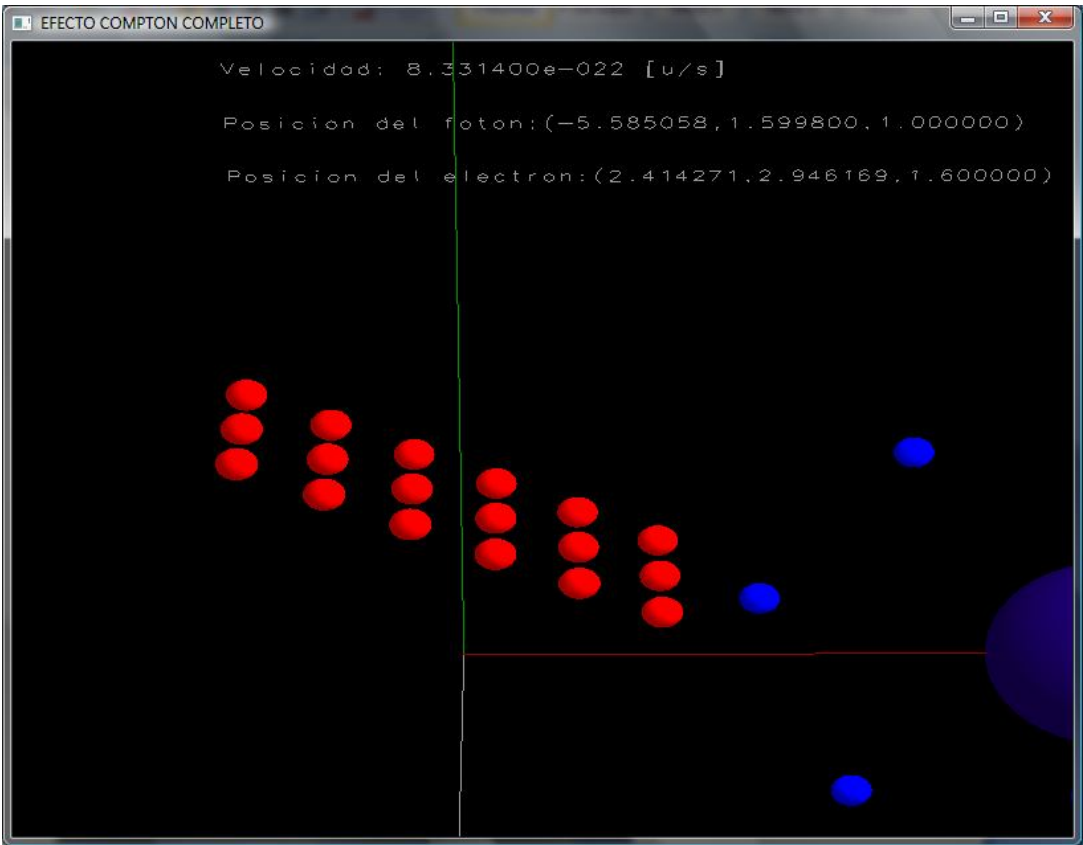 EFECTO COMPTON COMPLETO
Velocidad: 8.331400e-022 [u/s]
Posicion del foton:(-5.585058,1.599800,1.000000)
Posicion del electron:(2.414271,2.946169,1.600000)